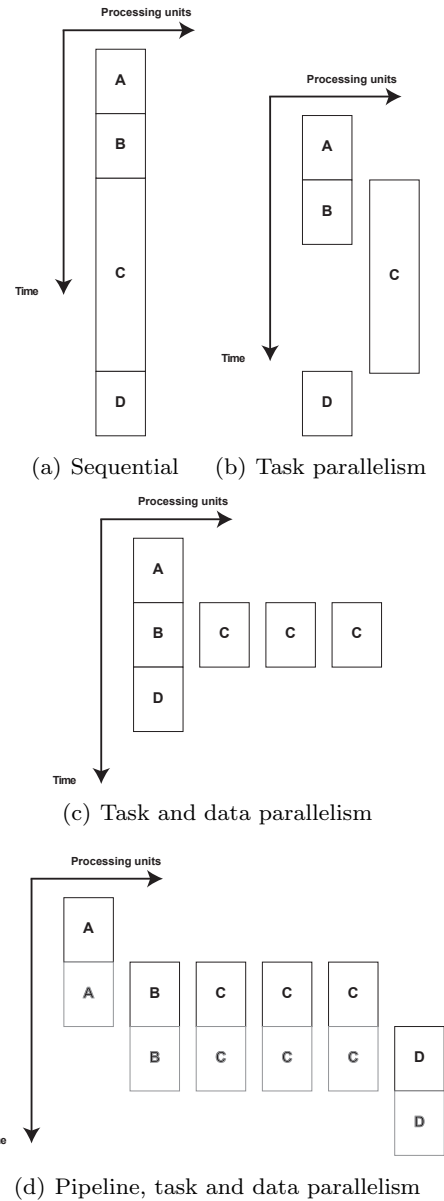 Processing units
A
B
C
Time
D
(a) Sequential
Processing units
A
B
C
Time
D
(b) Task parallelism
Processing units
A
B C C C
D
Time
(c) Task and data parallelism
Processing units
A
A B C C C
B C C C D
D
(d) Pipeline, task and data parallelism